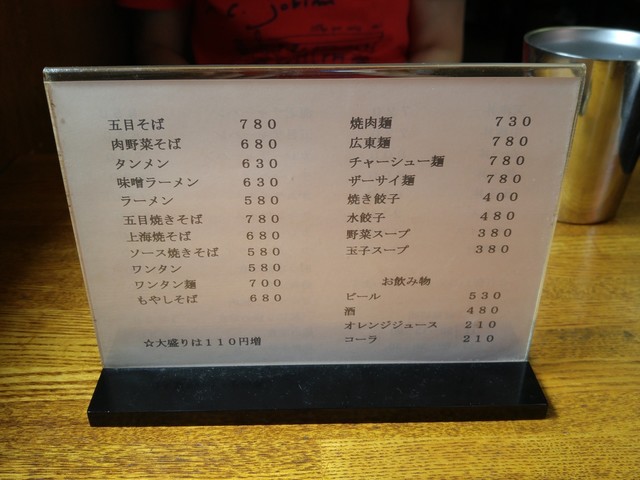 五目そば ７８０
肉野菜そば ６８０
タンメン ６３０
味噌ラーメン ６３０
ラーメン ５８０
五目焼きそば ７８０
上海焼そば ６８０
ソース焼きそば ５８０
ワンタン ５８０
ワンタン麺 ７００
もやしそば ６８０
☆大盛りは１１０円増
焼肉麺 ７３０
広東麺 ７８０
チャーシュー麺 ７８０
ザーサイ麺 ７８０
焼き餃子 ４００
水餃子 ４８０
野菜スープ ３８０
玉子スープ ３８０
お飲み物
ビール ５３０
酒 ４８０
オレンジジュース ２１０
コーラ ２１０